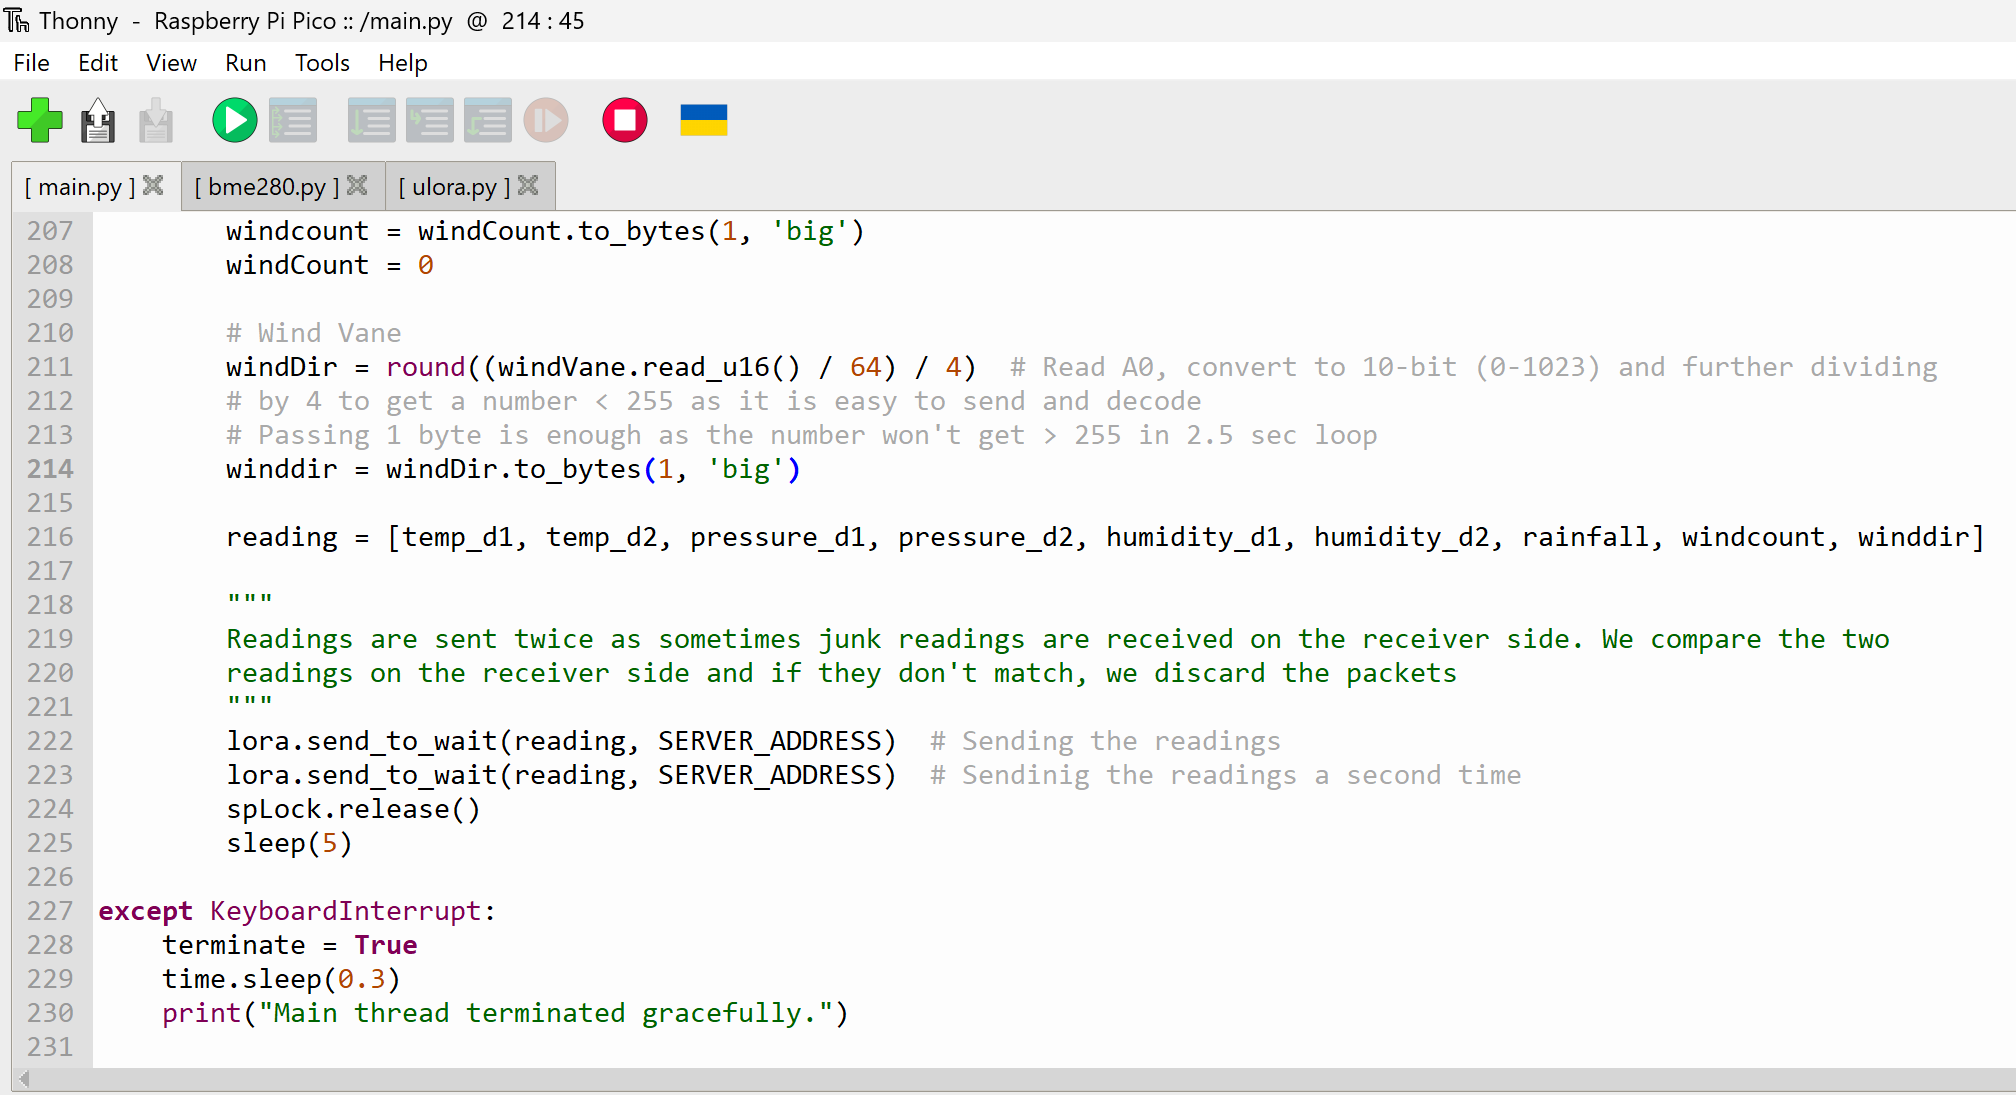 Thonny - Raspberry Pi Pico :: /main.py @ 214 : 45
File Edit View Run Tools Help
[ main.py ] [ bme280.py ] [ ulora.py ]
207 windcount = windCount.to_bytes(1, 'big')
208 windCount = 0
209
210 # Wind Vane
211 windDir = round((windVane.read_u16() / 64) / 4)  # Read A0, convert to 10-bit (0-1023) and further dividing
212 # by 4 to get a number < 255 as it is easy to send and decode
213 # Passing 1 byte is enough as the number won't get > 255 in 2.5 sec loop
214 winddir = windDir.to_bytes(1, 'big')
215
216 reading = [temp_d1, temp_d2, pressure_d1, pressure_d2, humidity_d1, humidity_d2, rainfall, windcount, winddir]
217
218 """
219 Readings are sent twice as sometimes junk readings are received on the receiver side. We compare the two
220 readings on the receiver side and if they don't match, we discard the packets
221 """
222 lora.send_to_wait(reading, SERVER_ADDRESS)  # Sending the readings
223 lora.send_to_wait(reading, SERVER_ADDRESS)  # Sendinig the readings a second time
224 spLock.release()
225 sleep(5)
226
227 except KeyboardInterrupt:
228 terminate = True
229 time.sleep(0.3)
230 print("Main thread terminated gracefully.")
231